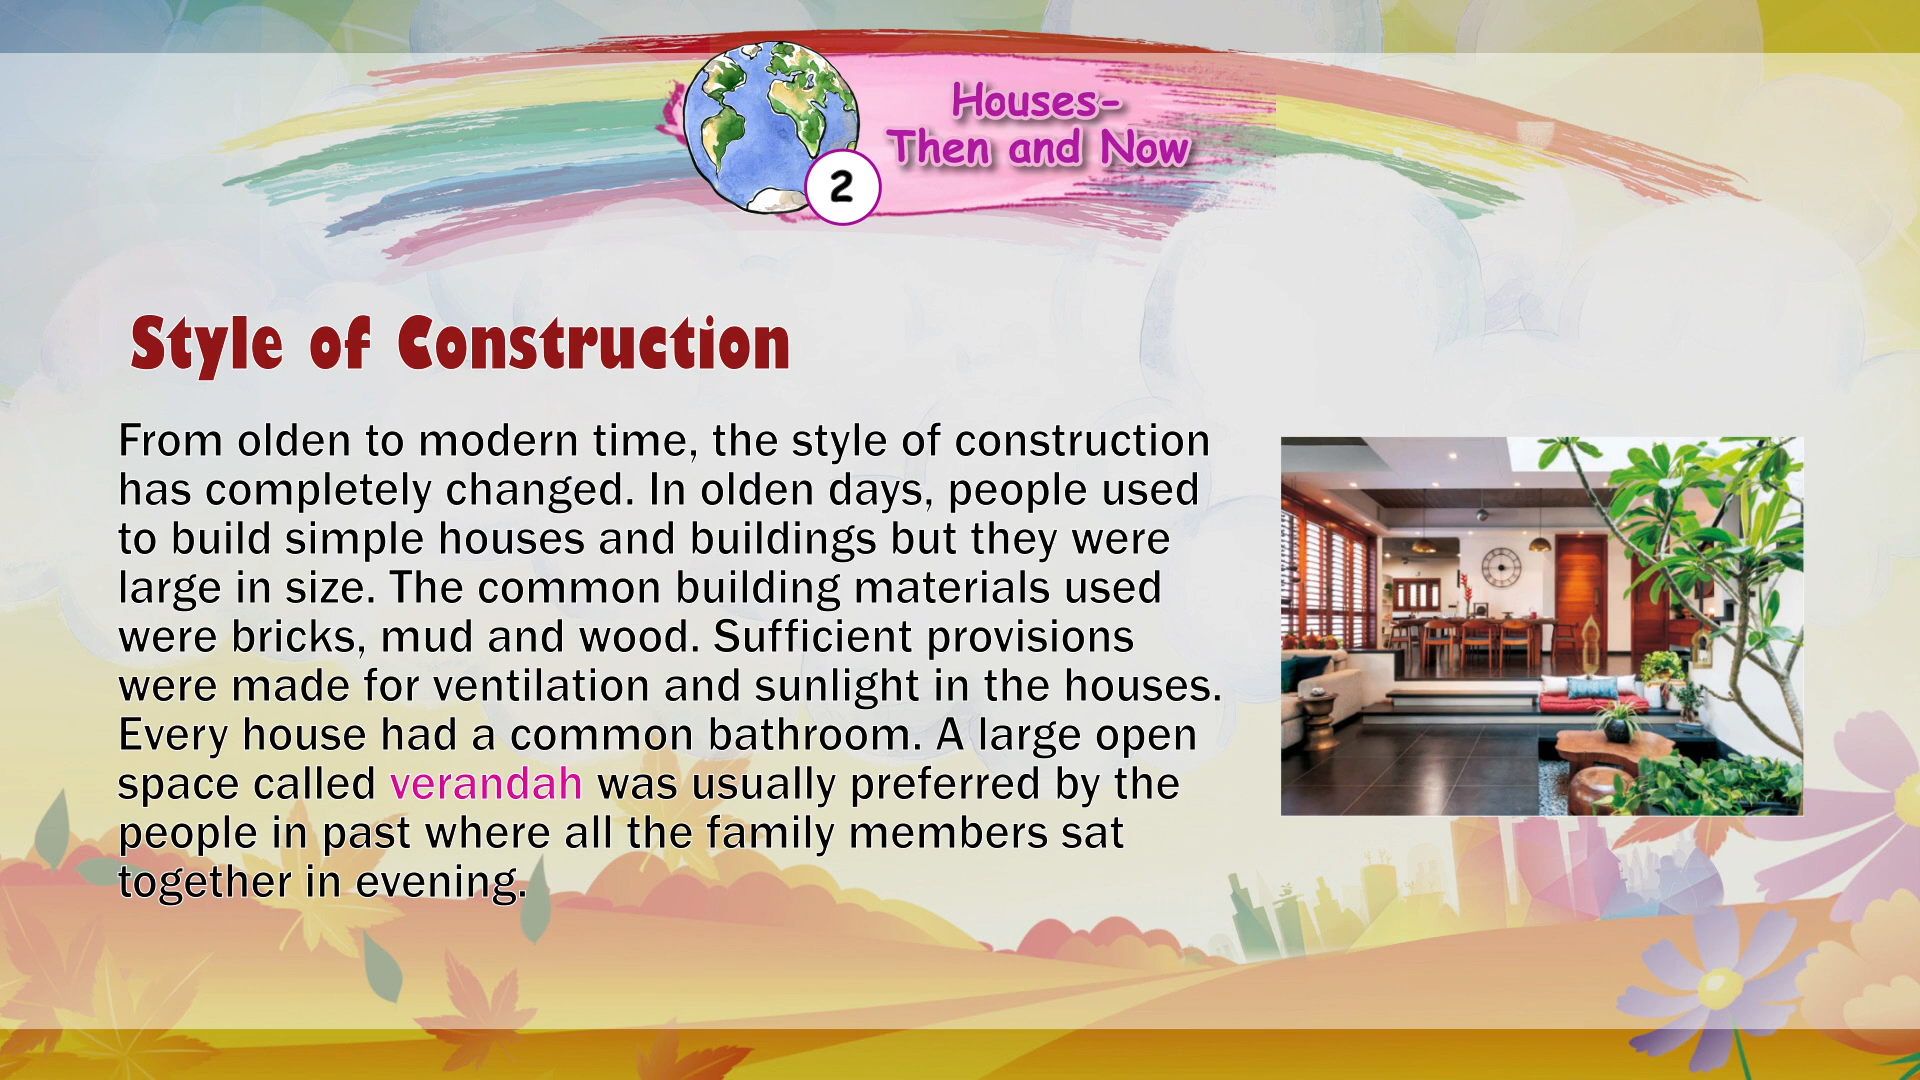 Houses-
Then and Now
2
Style of Construction
From olden to modern time, the style of construction
has completely changed. In olden days, people used
to build simple houses and buildings but they were
large in size. The common building materials used
were bricks, mud and wood. Sufficient provisions
were made for ventilation and sunlight in the houses.
Every house had a common bathroom. A large open
space called verandah was usually preferred by the
people in past where all the family members sat
together in evening.